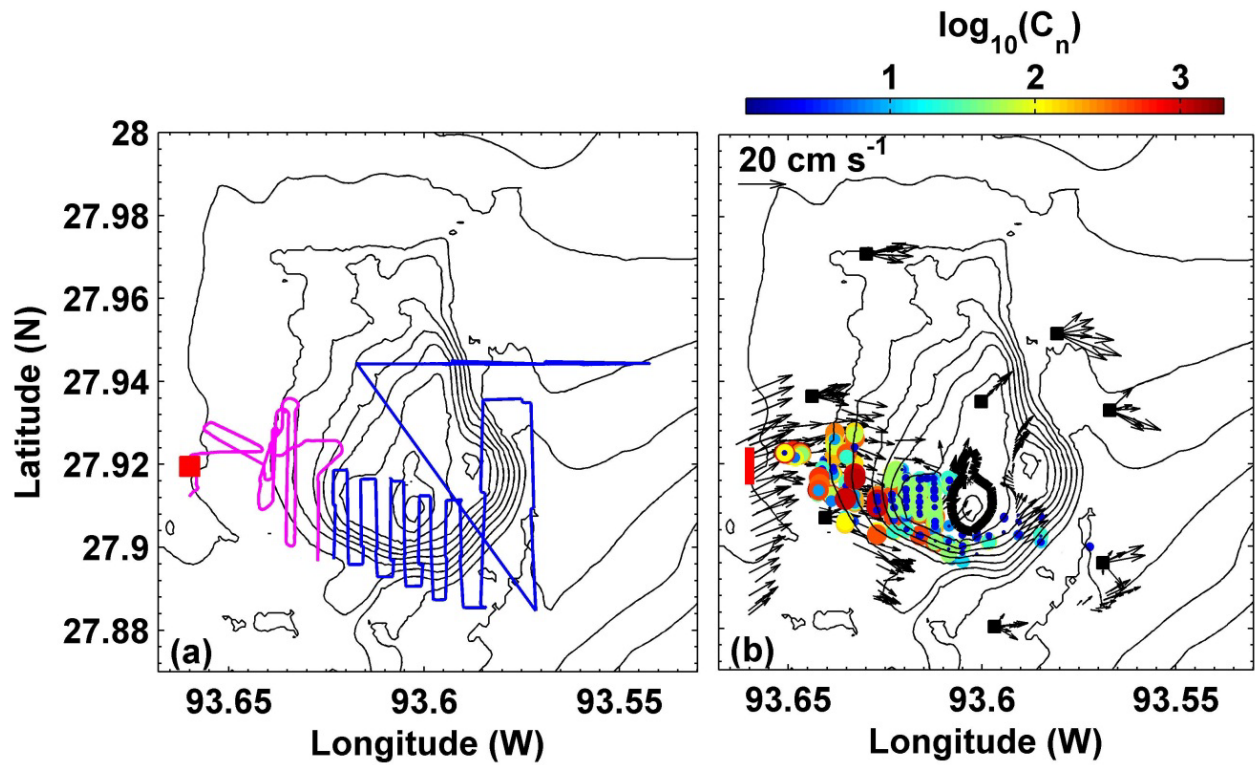 log10(Cn)
1 2 3
28
27.98
27.96
27.94
27.92
27.9
27.88
Latitude (N)
(a)
93.65 93.6 93.55
Longitude (W)
20 cm s-1
(b)
93.65 93.6 93.55
Longitude (W)